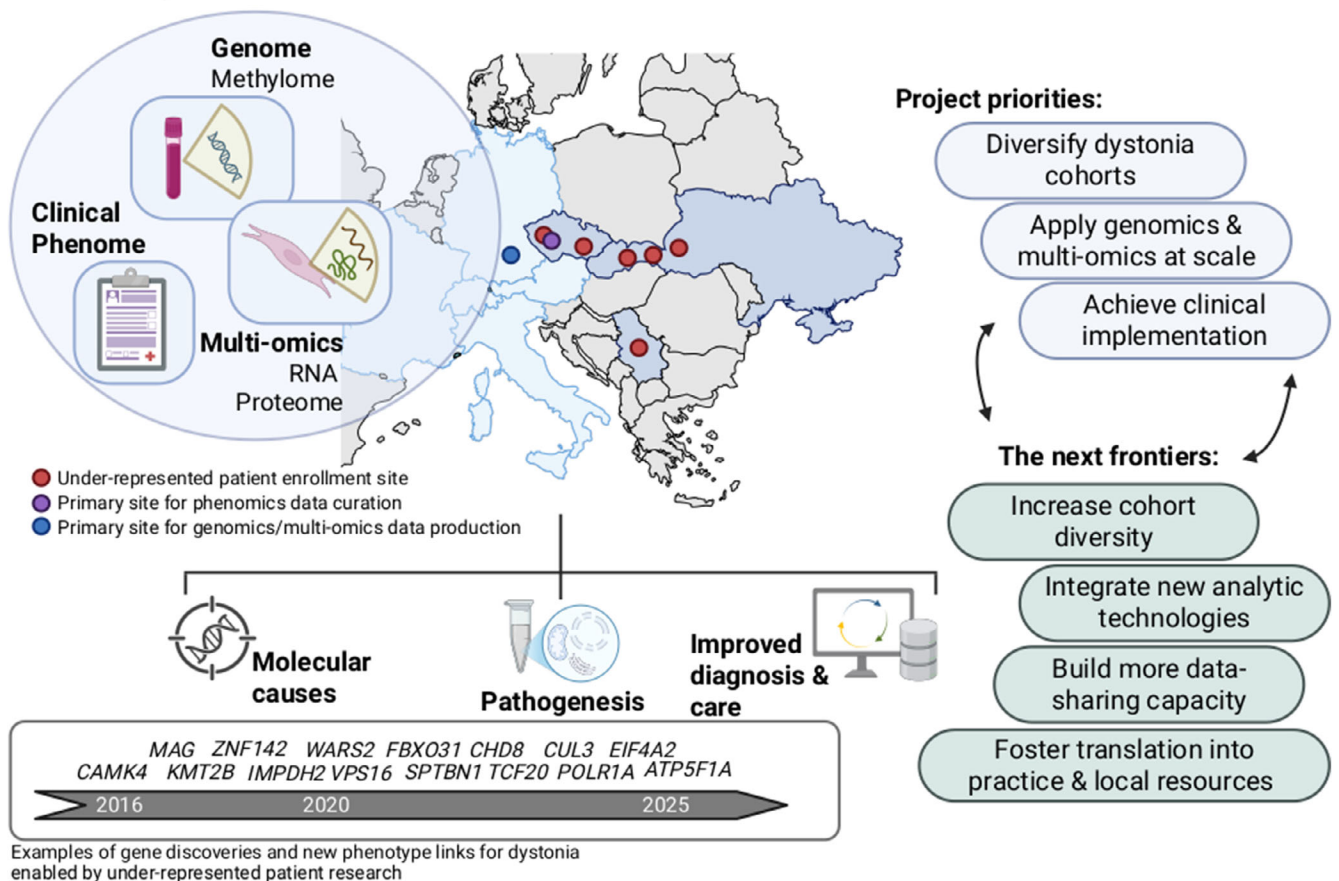 Genome
Methylome
Clinical
Phenome
Multi-omics
RNA
Proteome
Under-represented patient enrollment site
Primary site for phenomics data curation
Primary site for genomics/multi-omics data production
Project priorities:
Diversify dystonia
cohorts
Apply genomics &
multi-omics at scale
Achieve clinical
implementation
The next frontiers:
Increase cohort
diversity
Integrate new analytic
technologies
Build more data-
sharing capacity
Foster translation into
practice & local resources
Molecular
causes
Pathogenesis
Improved
diagnosis &
care
MAG ZNF142 WARS2 FBXO31 CHD8 CUL3 EIF4A2
CAMK4 KMT2B IMPDH2 VPS16 SPTBN1 TCF20 POLR1A ATP5F1A
2016 2020 2025
Examples of gene discoveries and new phenotype links for dystonia
enabled by under-represented patient research